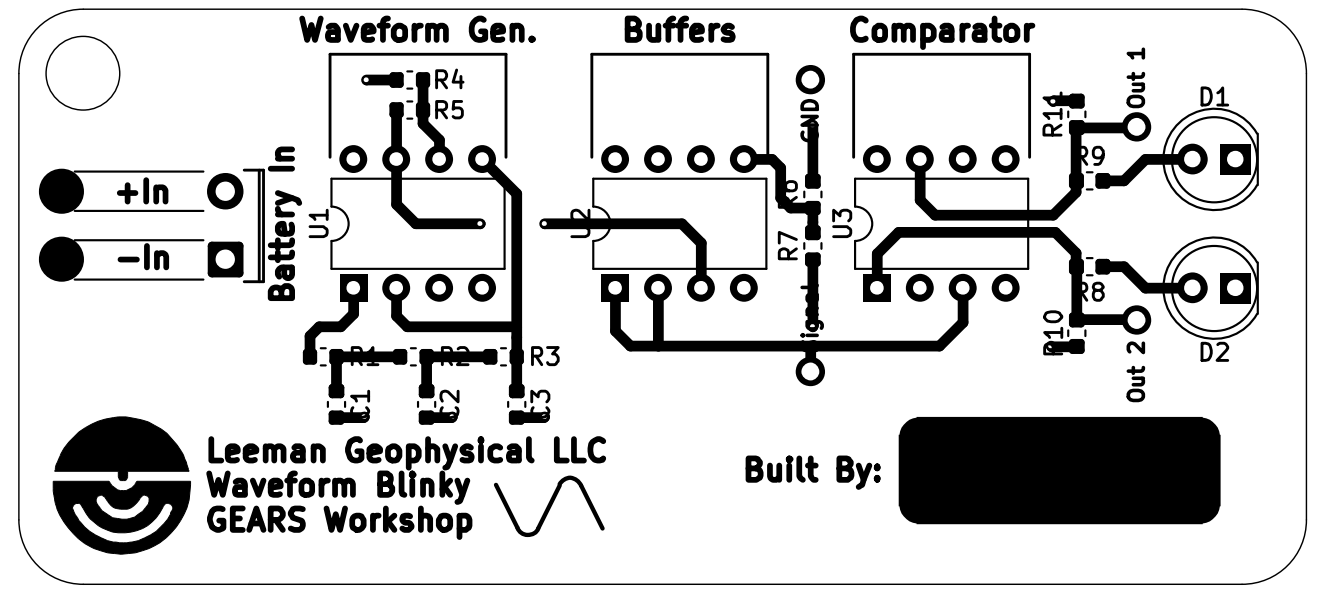 Waveform Gen.
Buffers
Comparator
R4
R5
GND
R11
Out 1
D1
R9
+In
-In
Battery In
U1
U2
R6
R7
U3
Signal
R8
R10
Out 2
D2
R1
R2
R3
C1
C2
C3
Leeman Geophysical LLC
Waveform Blinky
GEARS Workshop
Built By: